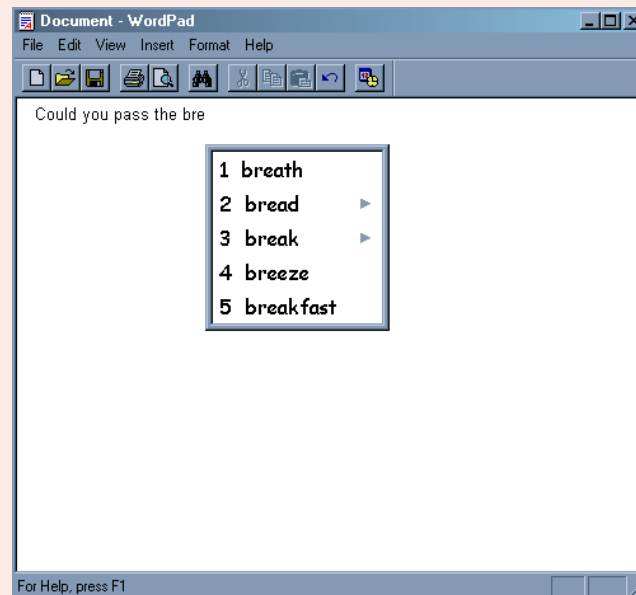 Document - WordPad
File Edit View Insert Format Help
Could you pass the bre
1 breath
2 bread
3 break
4 breeze
5 breakfast
For Help, press F1